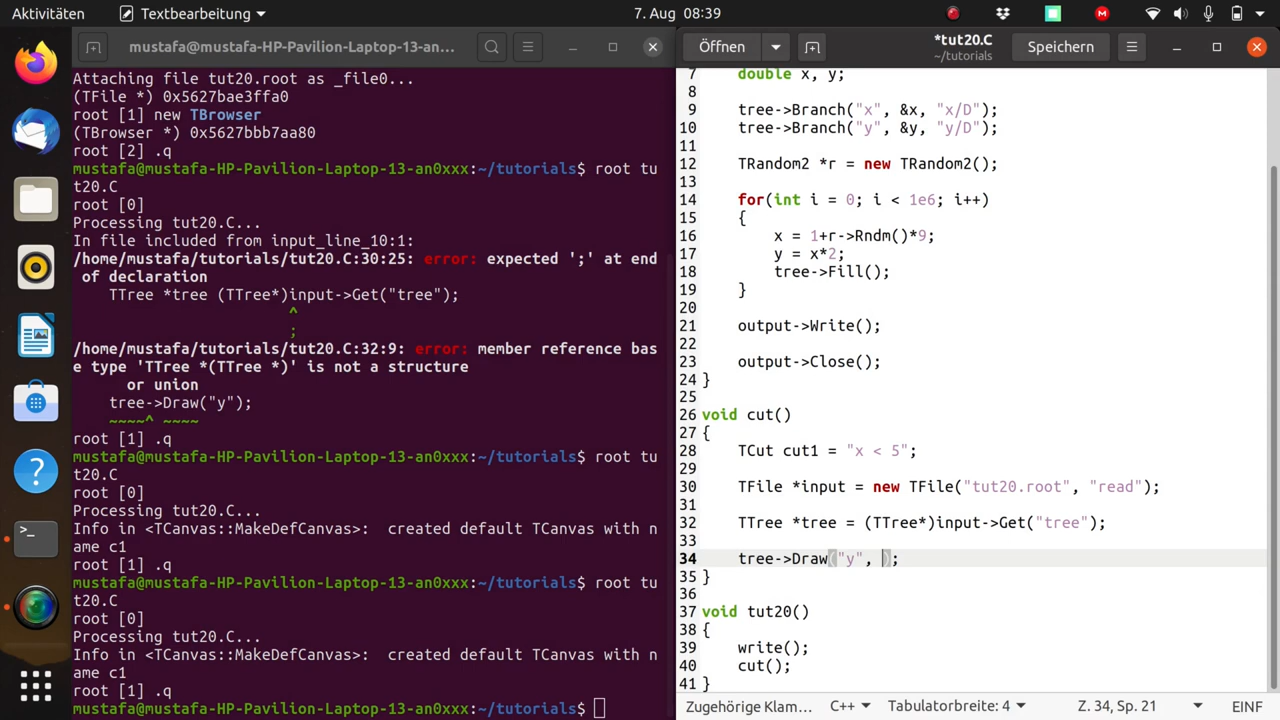 Aktivitäten
Textbearbeitung
7. Aug 08:39
mustafa@mustafa-HP-Pavilion-Laptop-13-an...
Attaching file tut20.root as _file0...
(TFile *) 0x5627bae3ffa0
root [1] new TBrowser
(TBrowser *) 0x5627bbb7aa80
root [2] .q
mustafa@mustafa-HP-Pavilion-Laptop-13-an0xxx:~/tutorials$ root tu
t20.C
root [0]
Processing tut20.C...
In file included from input_line_10:1:
/home/mustafa/tutorials/tut20.C:30:25: error: expected ';' at end
of declaration
TTree *tree (TTree*)input->Get("tree");
^
;
/home/mustafa/tutorials/tut20.C:32:9: error: member reference bas
e type 'TTree *(TTree *)' is not a structure
or union
tree->Draw("y");
~~~~^ ~~~~
root [1] .q
mustafa@mustafa-HP-Pavilion-Laptop-13-an0xxx:~/tutorials$ root tu
t20.C
root [0]
Processing tut20.C...
Info in <TCanvas::MakeDefCanvas>:  created default TCanvas with n
ame c1
root [1] .q
mustafa@mustafa-HP-Pavilion-Laptop-13-an0xxx:~/tutorials$ root tu
t20.C
root [0]
Processing tut20.C...
Info in <TCanvas::MakeDefCanvas>:  created default TCanvas with n
ame c1
root [1] .q
mustafa@mustafa-HP-Pavilion-Laptop-13-an0xxx:~/tutorials$
Öffnen
*tut20.C
~/tutorials
Speichern
7 double x, y;
8
9 tree->Branch("x", &x, "x/D");
10 tree->Branch("y", &y, "y/D");
11
12 TRandom2 *r = new TRandom2();
13
14 for(int i = 0; i < 1e6; i++)
15 {
16 x = 1+r->Rndm()*9;
17 y = x*2;
18 tree->Fill();
19 }
20
21 output->Write();
22
23 output->Close();
24 }
25
26 void cut()
27 {
28 TCut cut1 = "x < 5";
29
30 TFile *input = new TFile("tut20.root", "read");
31
32 TTree *tree = (TTree*)input->Get("tree");
33
34 tree->Draw("y", );
35 }
36
37 void tut20()
38 {
39 write();
40 cut();
41 }
Zugehörige Klam...
C++
Tabulatorbreite: 4
Z. 34, Sp. 21
EINF